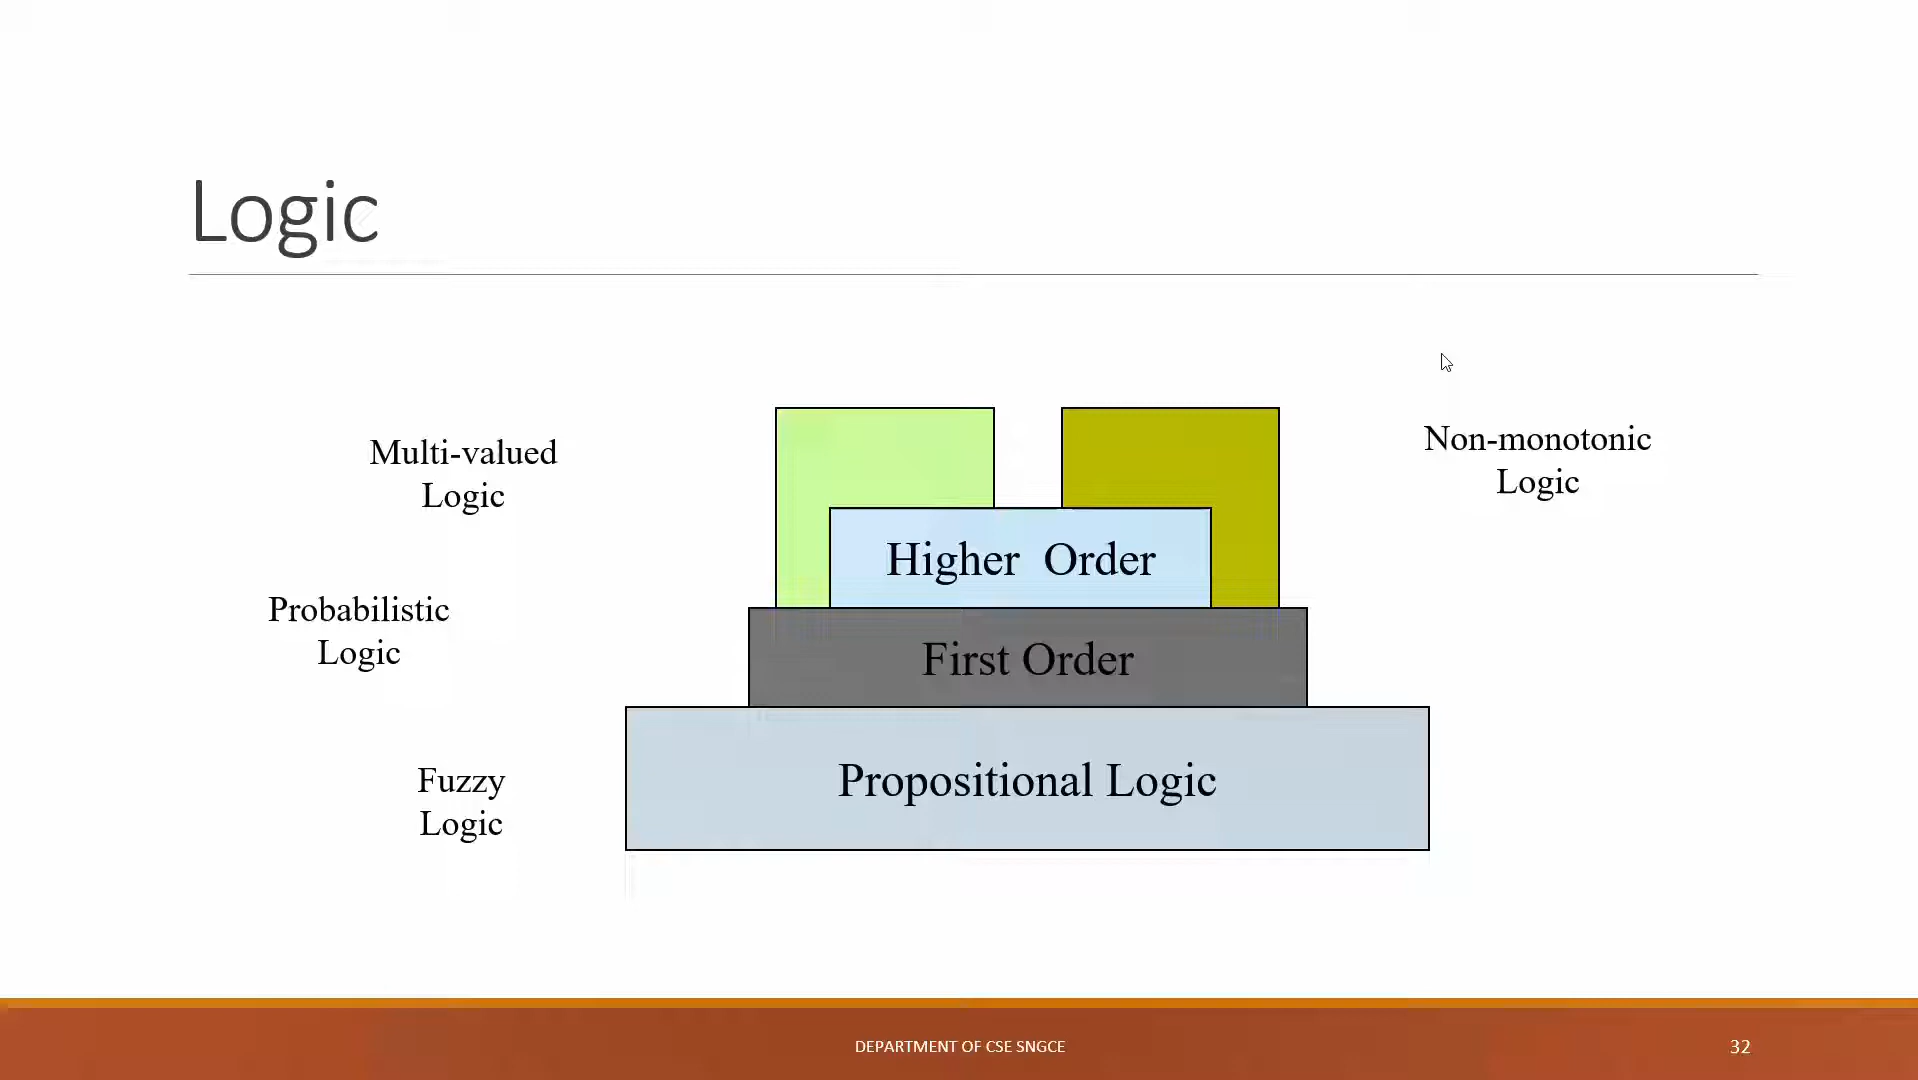 Logic
Multi-valued
Logic
Non-monotonic
Logic
Higher  Order
Probabilistic
Logic
First Order
Propositional Logic
Fuzzy
Logic
DEPARTMENT OF CSE SNGCE
32